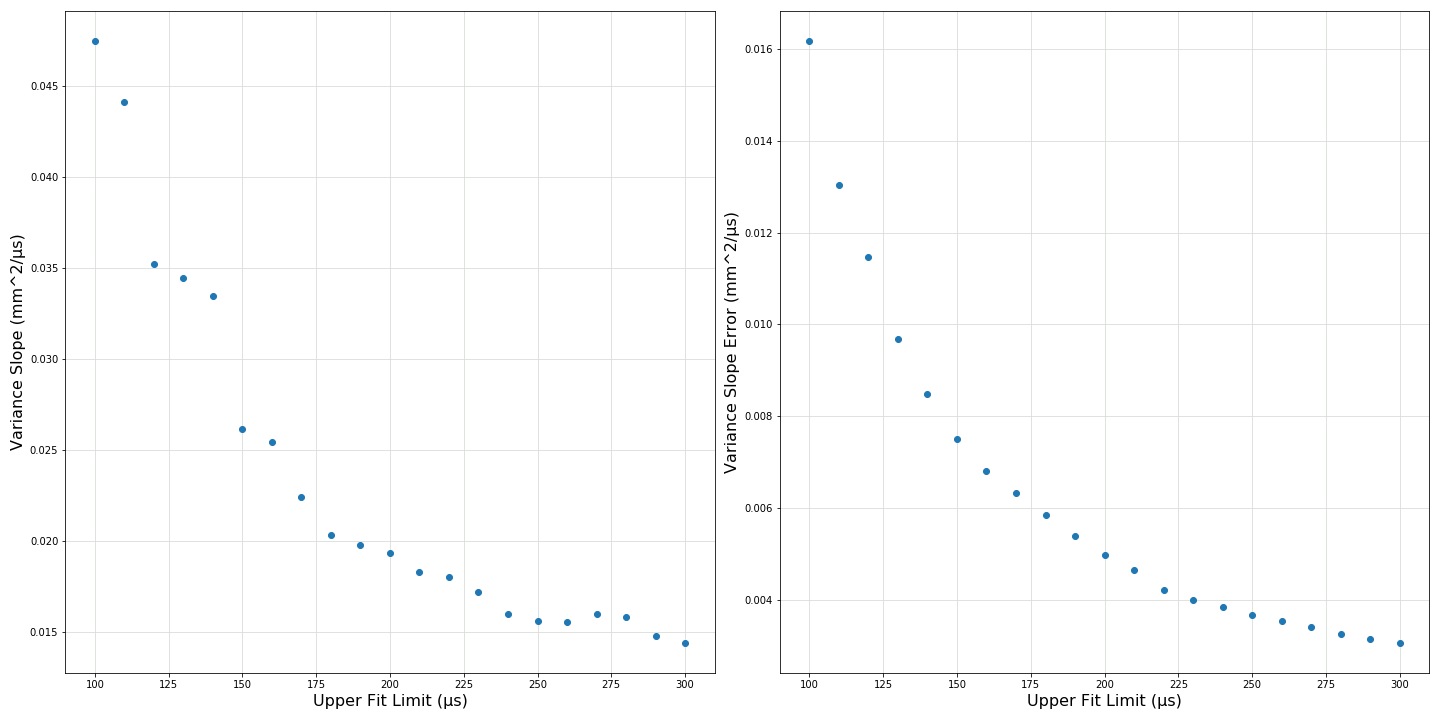 0.045
0.040
0.035
0.030
0.025
0.020
0.015
Variance Slope (mm^2/μs)
100 125 150 175 200 225 250 275 300
Upper Fit Limit (μs)
0.016
0.014
0.012
0.010
0.008
0.006
0.004
Variance Slope Error (mm^2/μs)
100 125 150 175 200 225 250 275 300
Upper Fit Limit (μs)